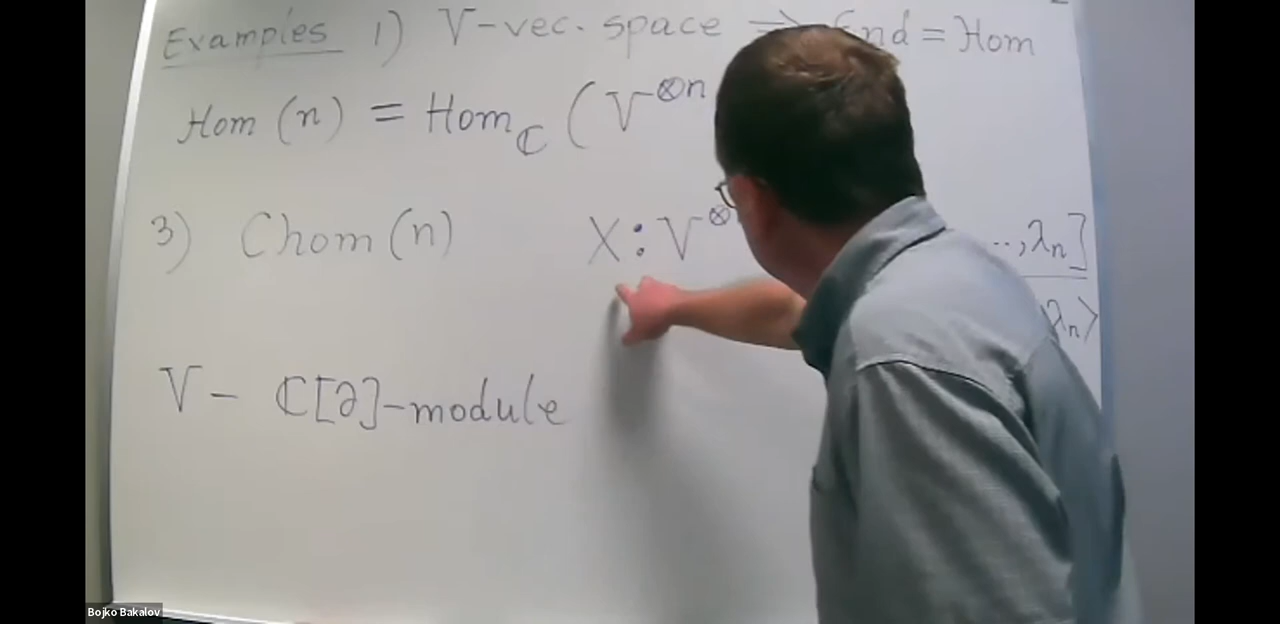 Examples 1) V-vec. space ⇒ End = Hom
Hom (n) = Hom_ℂ (V^⊗n
3) Chom (n) X : V^⊗ ..., λ_n]
λ_n>
V - ℂ[∂]-module
Bojko Bakalov